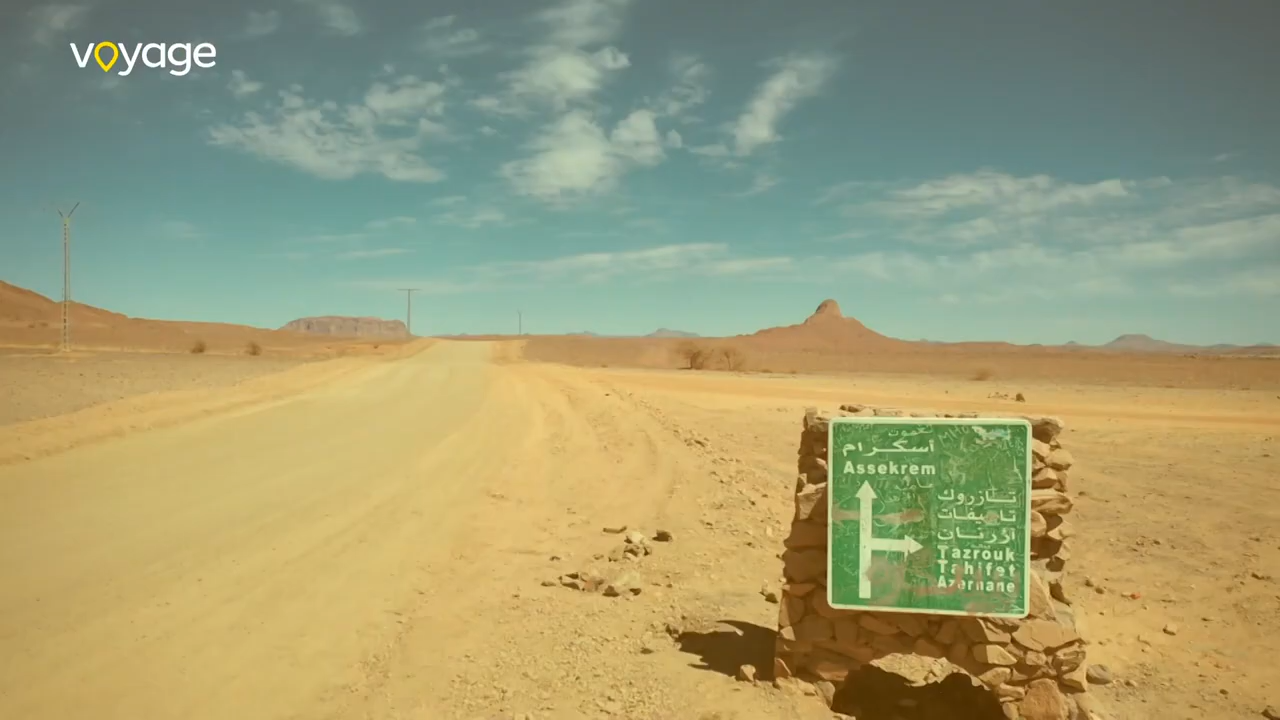 voyage
أسكرام
Assekrem
تازروك
تاهيفات
أزرنان
Tazrouk
Tahifet
Azernane